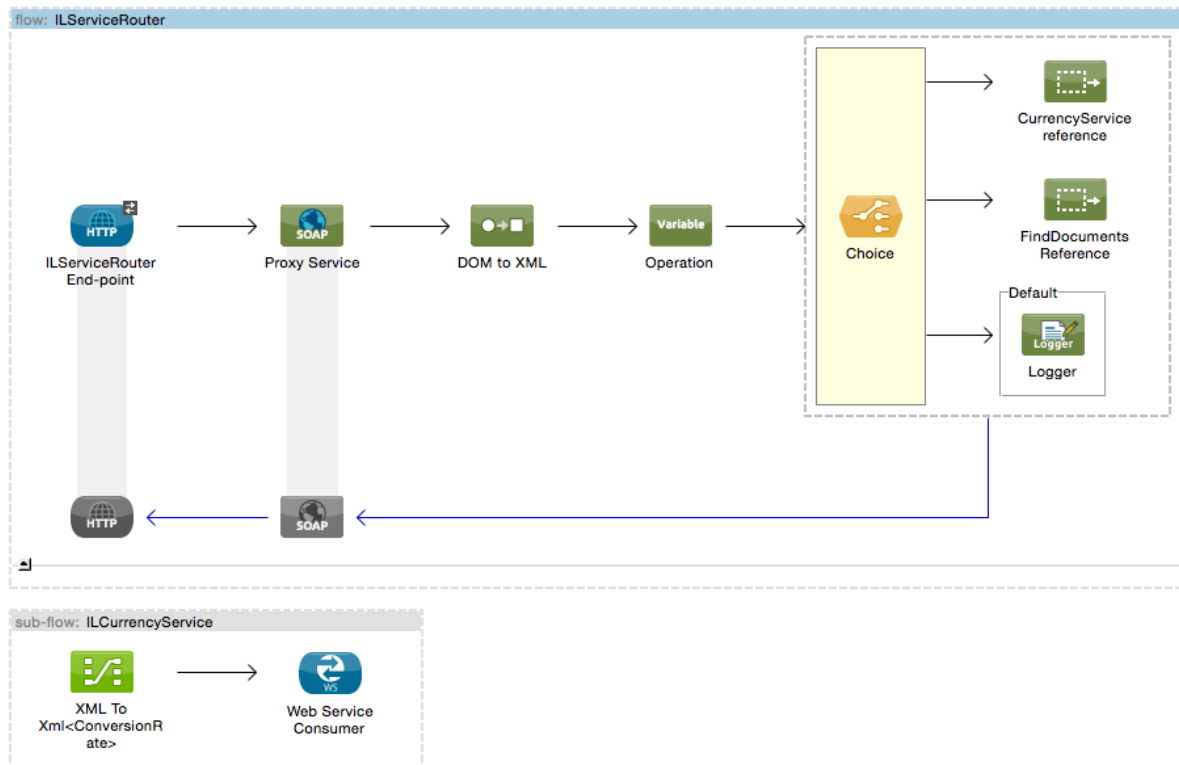 flow: ILServiceRouter
HTTP
ILServiceRouter
End-point
SOAP
Proxy Service
DOM to XML
Variable
Operation
Choice
CurrencyService
reference
FindDocuments
Reference
Default
Logger
Logger
HTTP
SOAP
sub-flow: ILCurrencyService
XML To
Xml<ConversionR
ate>
WS
Web Service
Consumer